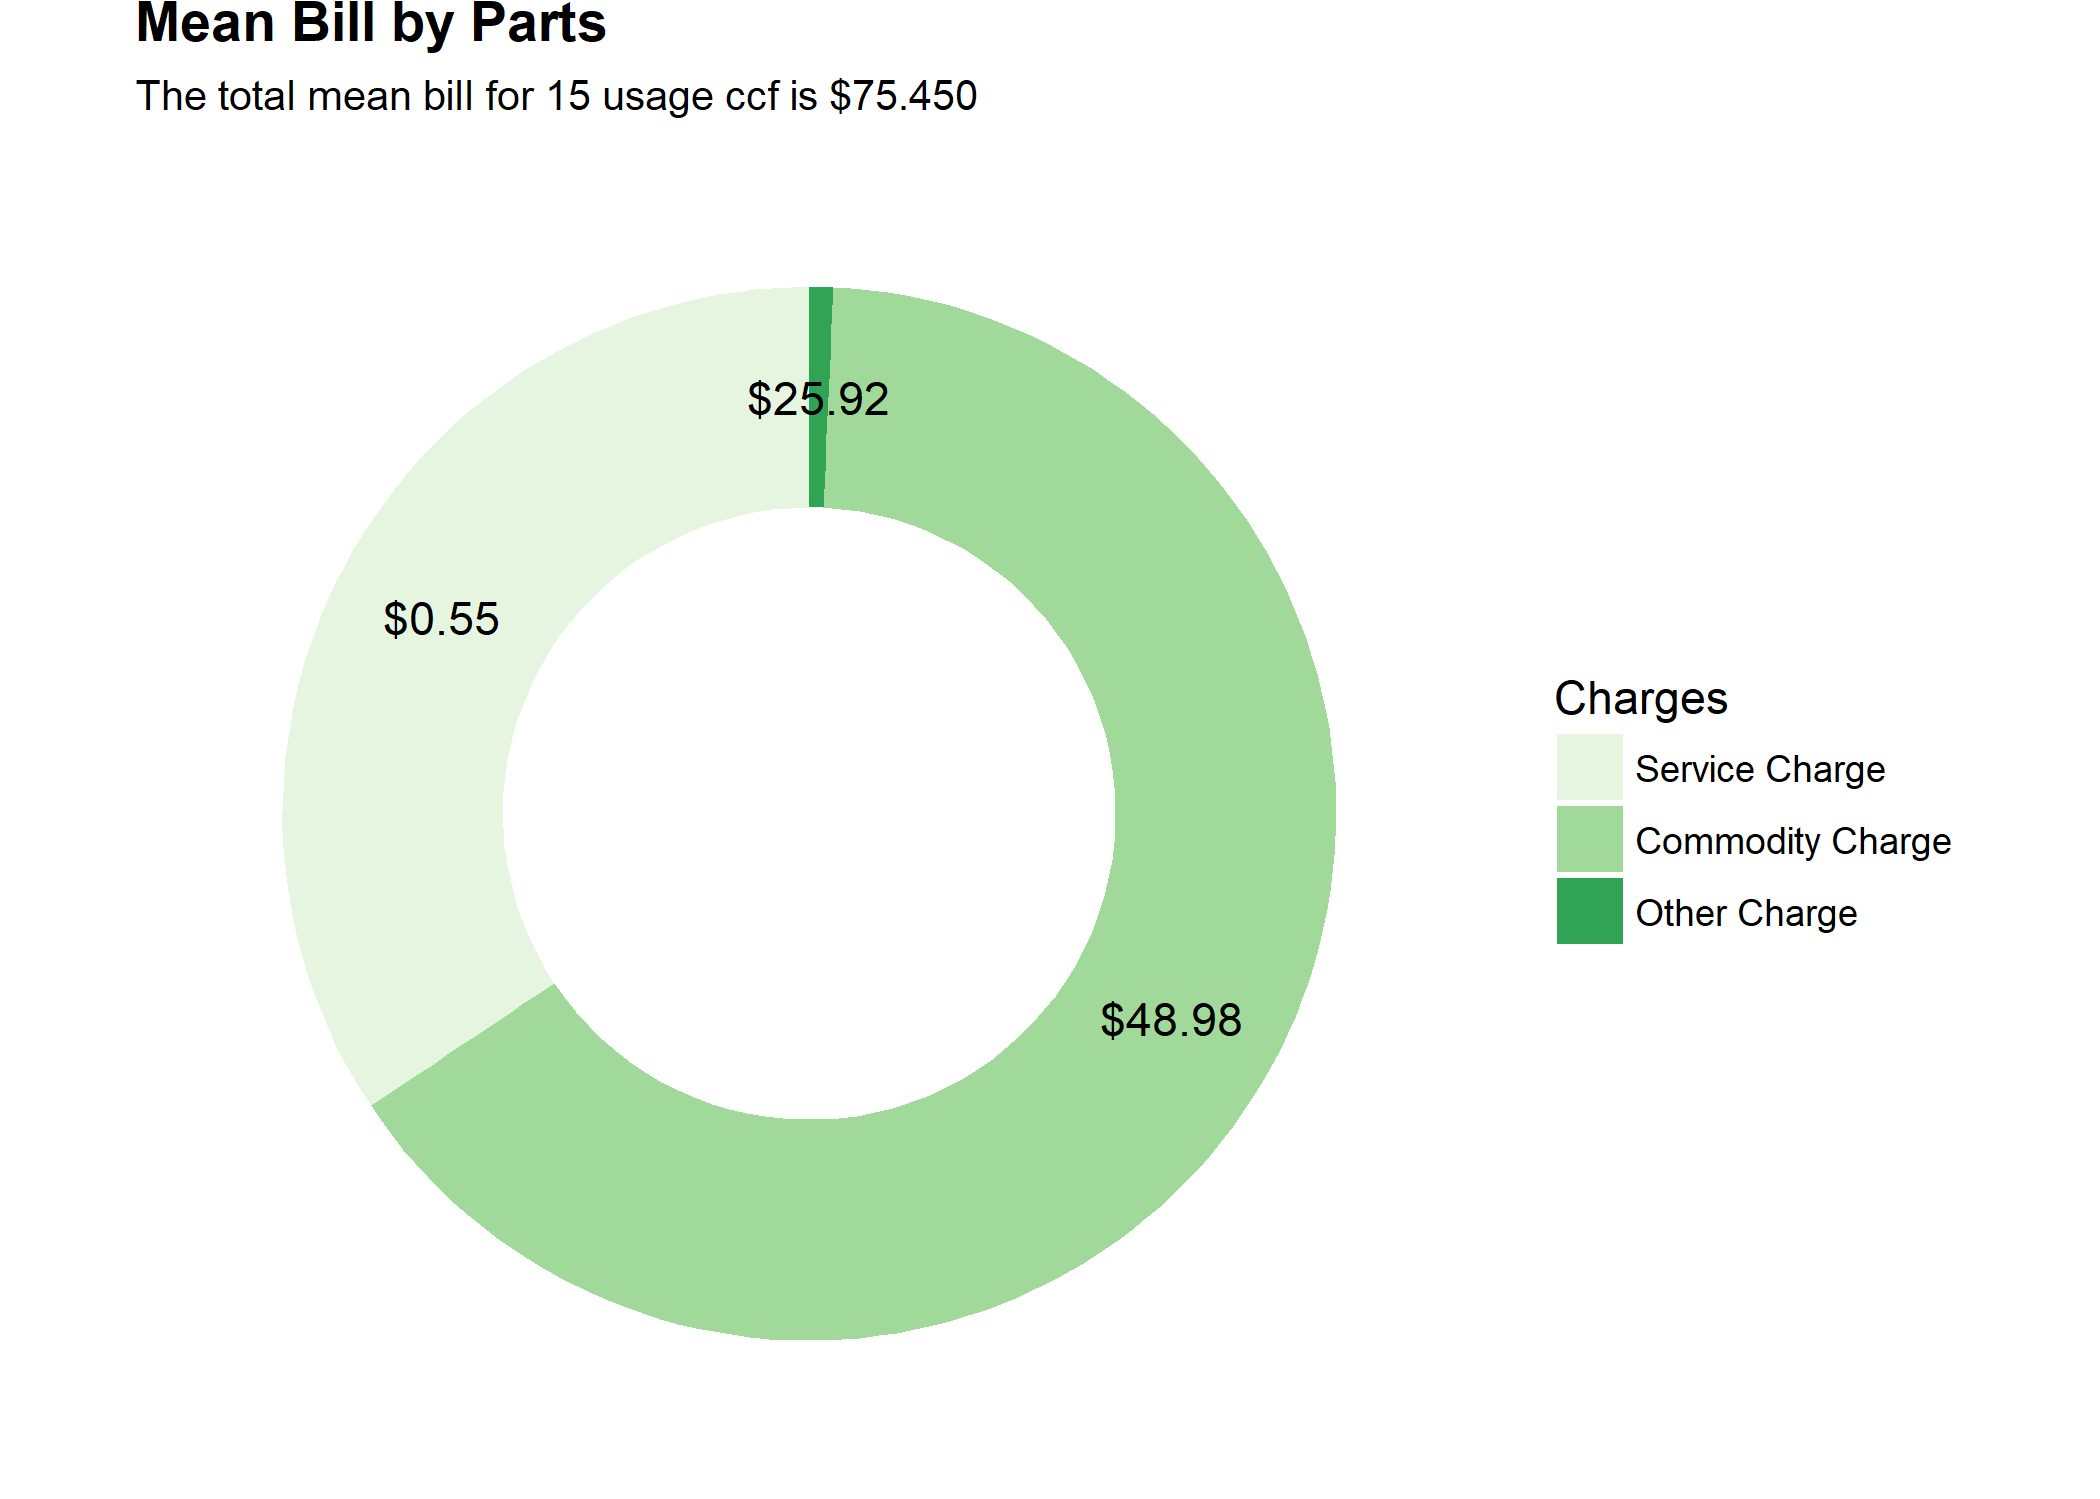 Mean Bill by Parts
The total mean bill for 15 usage ccf is $75.450
$25.92
$0.55
$48.98
Charges
Service Charge
Commodity Charge
Other Charge